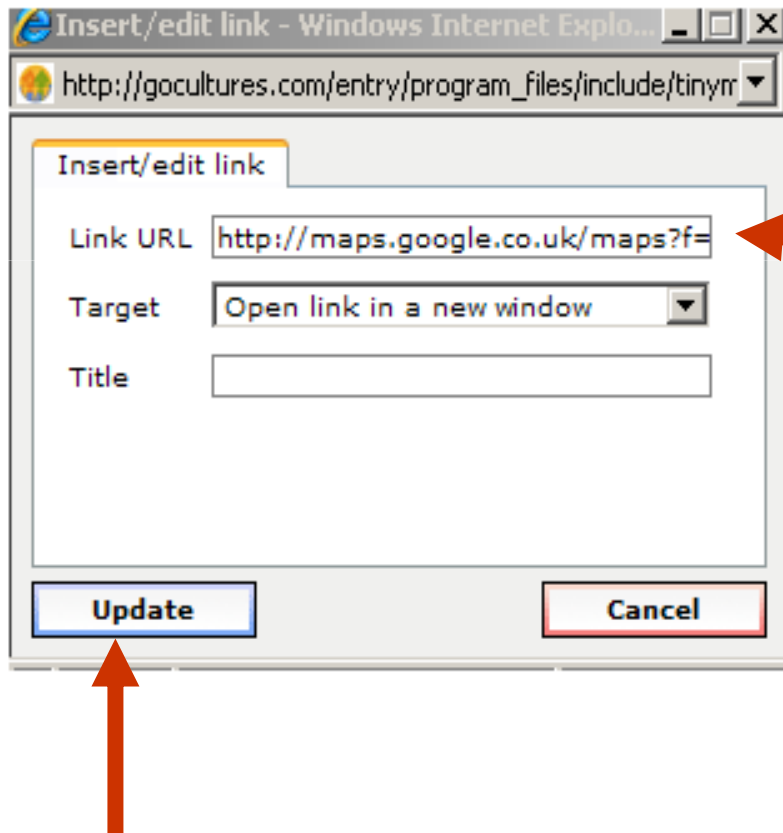 Insert/edit link - Windows Internet Explo...
http://gocultures.com/entry/program_files/include/tinym
Insert/edit link
Link URL http://maps.google.co.uk/maps?f=
Target Open link in a new window
Title
Update Cancel